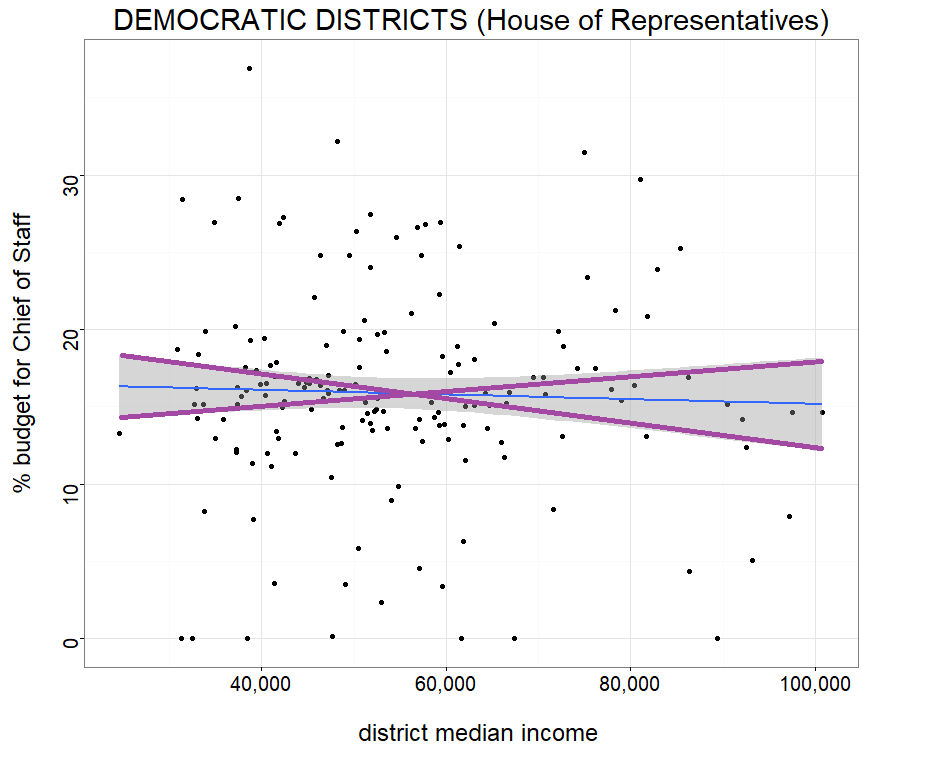 DEMOCRATIC DISTRICTS (House of Representatives)
% budget for Chief of Staff
30
20
10
0
40,000
60,000
80,000
100,000
district median income